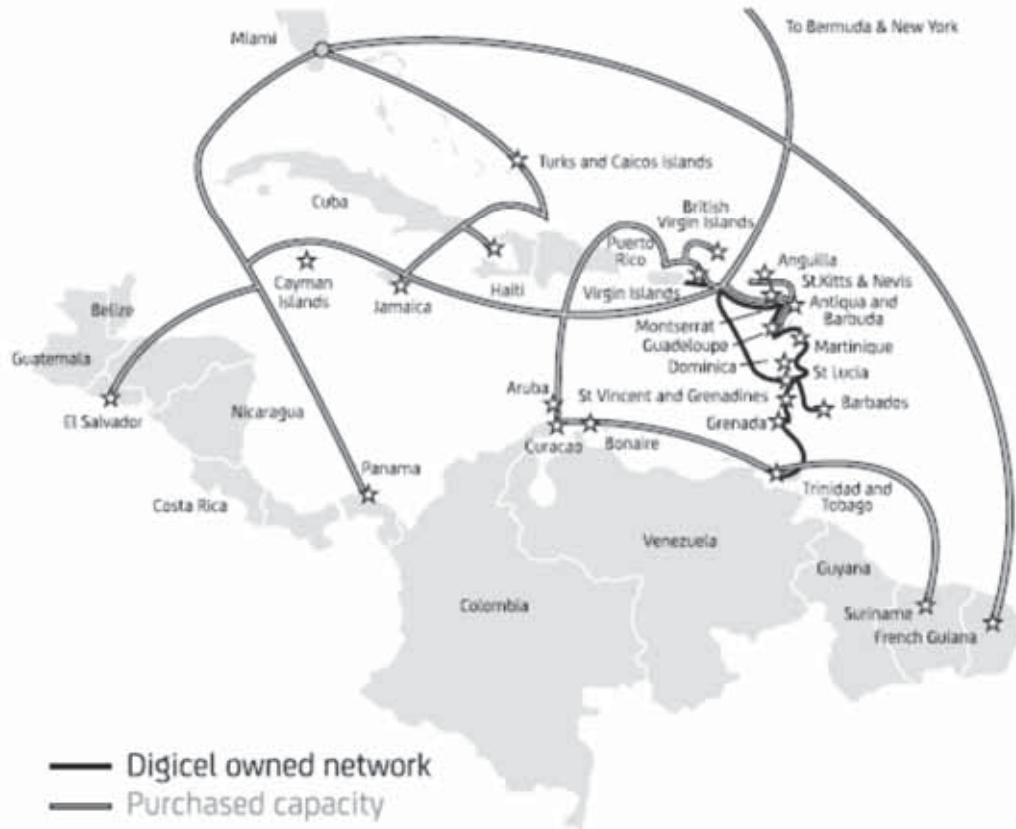 To Bermuda & New York
Miami
Turks and Caicos Islands
Cuba
British
Virgin Islands
Puerto
Rico
Anguilla
St.Kitts & Nevis
Cayman
Islands
Jamaica
Haiti
Virgin Islands
Antiqua and
Barbuda
Belize
Montserrat
Guadeloupe
Martinique
Guatemala
Dominica
St Lucia
Aruba
St Vincent and Grenadines
Barbados
El Salvador
Nicaragua
Grenada
Curacao
Bonaire
Panama
Costa Rica
Trinidad and
Tobago
Venezuela
Guyana
Colombia
Suriname
French Guiana
Digicel owned network
Purchased capacity